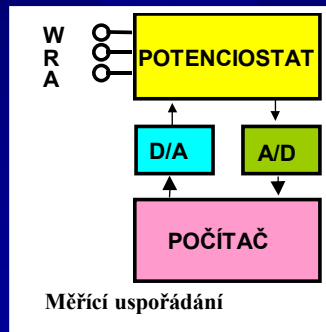 W
R
A
POTENCIOSTAT
D/A
A/D
POČÍTAČ
Měřící uspořádání